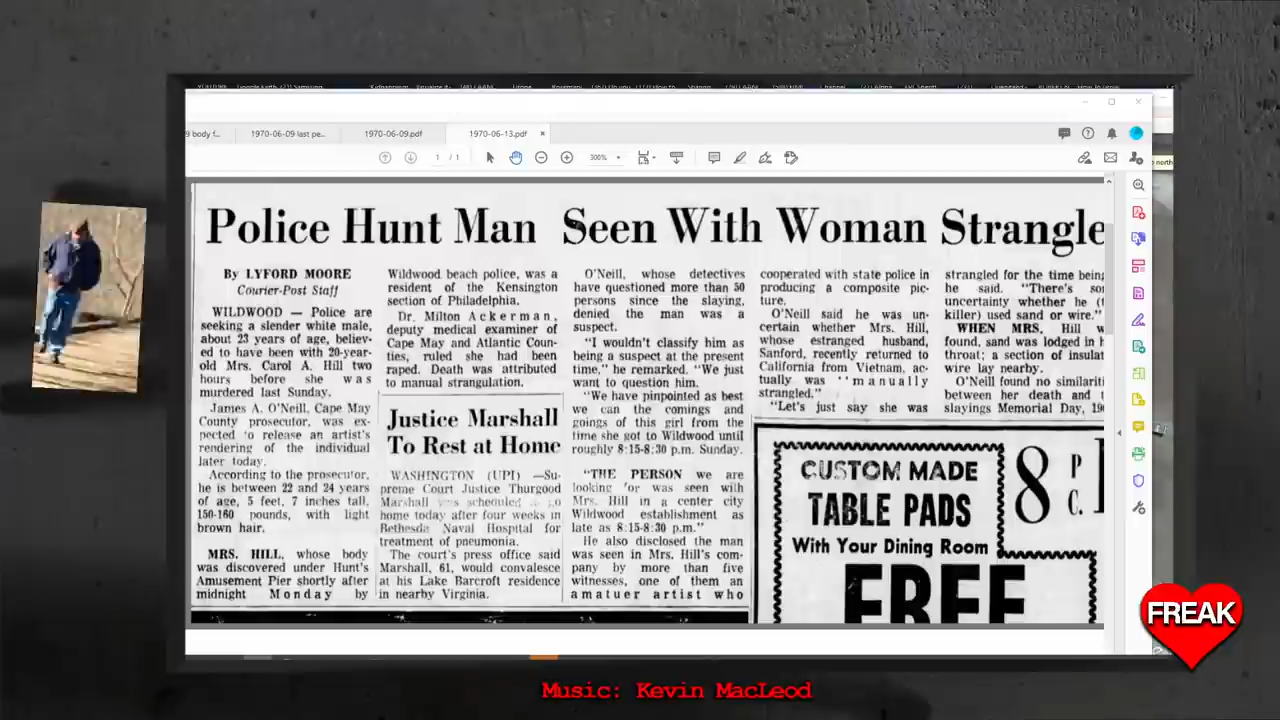 1970-06-09 last pe...
1970-06-09.pdf
1970-06-13.pdf
1 / 1
300%
Police Hunt Man Seen With Woman Strangle
By LYFORD MOORE
Courier-Post Staff
WILDWOOD — Police are
seeking a slender white male,
about 23 years of age, believ-
ed to have been with 20-year-
old Mrs. Carol A. Hill two
hours before she was
murdered last Sunday.
James A. O'Neill, Cape May
County prosecutor, was ex-
pected to release an artist's
rendering of the individual
later today.
According to the prosecutor,
he is between 22 and 24 years
of age, 5 feet, 7 inches tall,
150-160 pounds, with light
brown hair.
MRS. HILL, whose body
was discovered under Hunt's
Amusement Pier shortly after
midnight Monday by
Wildwood beach police, was a
resident of the Kensington
section of Philadelphia.
Dr. Milton Ackerman,
deputy medical examiner of
Cape May and Atlantic Coun-
ties, ruled she had been
raped. Death was attributed
to manual strangulation.
Justice Marshall
To Rest at Home
WASHINGTON (UPI) —Su-
preme Court Justice Thurgood
Marshall was scheduled to go
home today after four weeks in
Bethesda Naval Hospital for
treatment of pneumonia.
The court's press office said
Marshall, 61, would convalesce
at his Lake Barcroft residence
in nearby Virginia.
O'Neill, whose detectives
have questioned more than 50
persons since the slaying,
denied the man was a
suspect.
"I wouldn't classify him as
being a suspect at the present
time," he remarked. "We just
want to question him.
"We have pinpointed as best
we can the comings and
goings of this girl from the
time she got to Wildwood until
roughly 8:15-8:30 p.m. Sunday.
"THE PERSON we are
looking for was seen with
Mrs. Hill in a center city
Wildwood establishment as
late as 8:15-8:30 p.m."
He also disclosed the man
was seen in Mrs. Hill's com-
pany by more than five
witnesses, one of them an
amatuer artist who
cooperated with state police in
producing a composite pic-
ture.
O'Neill said he was un-
certain whether Mrs. Hill,
whose estranged husband,
Sanford, recently returned to
California from Vietnam, ac-
tually was "manually
strangled."
"Let's just say she was
strangled for the time being
he said. "There's
uncertainty whether he (
killer) used sand or wire."
WHEN MRS. Hill
found, sand was lodged in
throat; a section of insulat
wire lay nearby.
O'Neill found no similariti
between her death and
slayings Memorial Day,
CUSTOM MADE
TABLE PADS
With Your Dining Room
FREE
8 P C.
FREAK
Music: Kevin MacLeod